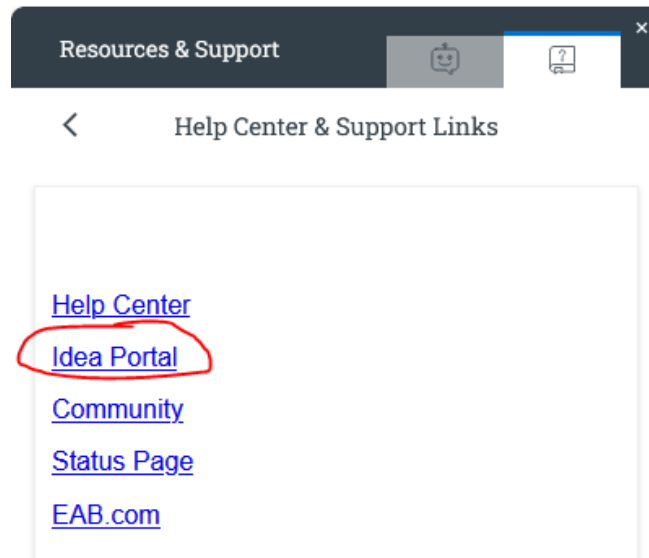 Resources & Support
Help Center & Support Links
Help Center
Idea Portal
Community
Status Page
EAB.com